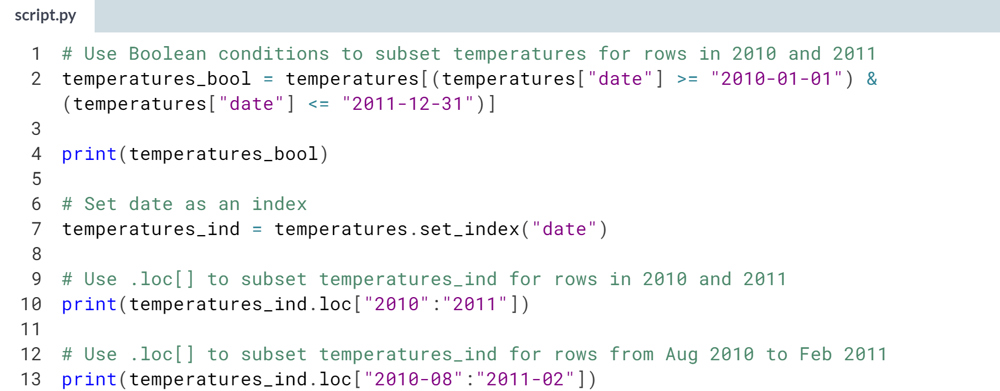 script.py
1 # Use Boolean conditions to subset temperatures for rows in 2010 and 2011
2 temperatures_bool = temperatures[(temperatures["date"] >= "2010-01-01") &
(temperatures["date"] <= "2011-12-31")]
3
4 print(temperatures_bool)
5
6 # Set date as an index
7 temperatures_ind = temperatures.set_index("date")
8
9 # Use .loc[] to subset temperatures_ind for rows in 2010 and 2011
10 print(temperatures_ind.loc["2010":"2011"])
11
12 # Use .loc[] to subset temperatures_ind for rows from Aug 2010 to Feb 2011
13 print(temperatures_ind.loc["2010-08":"2011-02"])